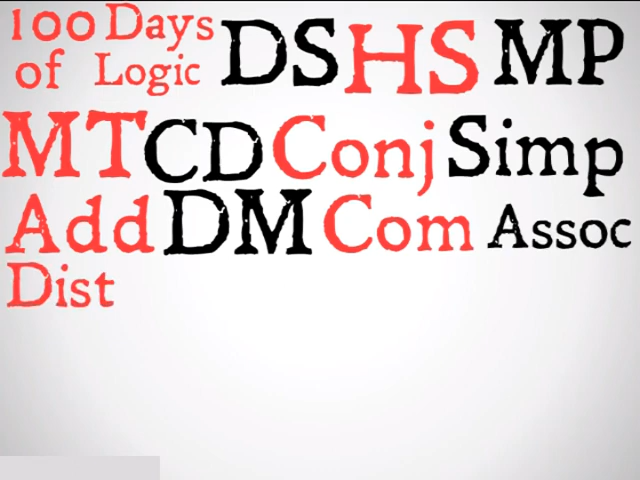 100 Days of Logic DS HS MP
MT CD Conj Simp
Add DM Com Assoc
Dist